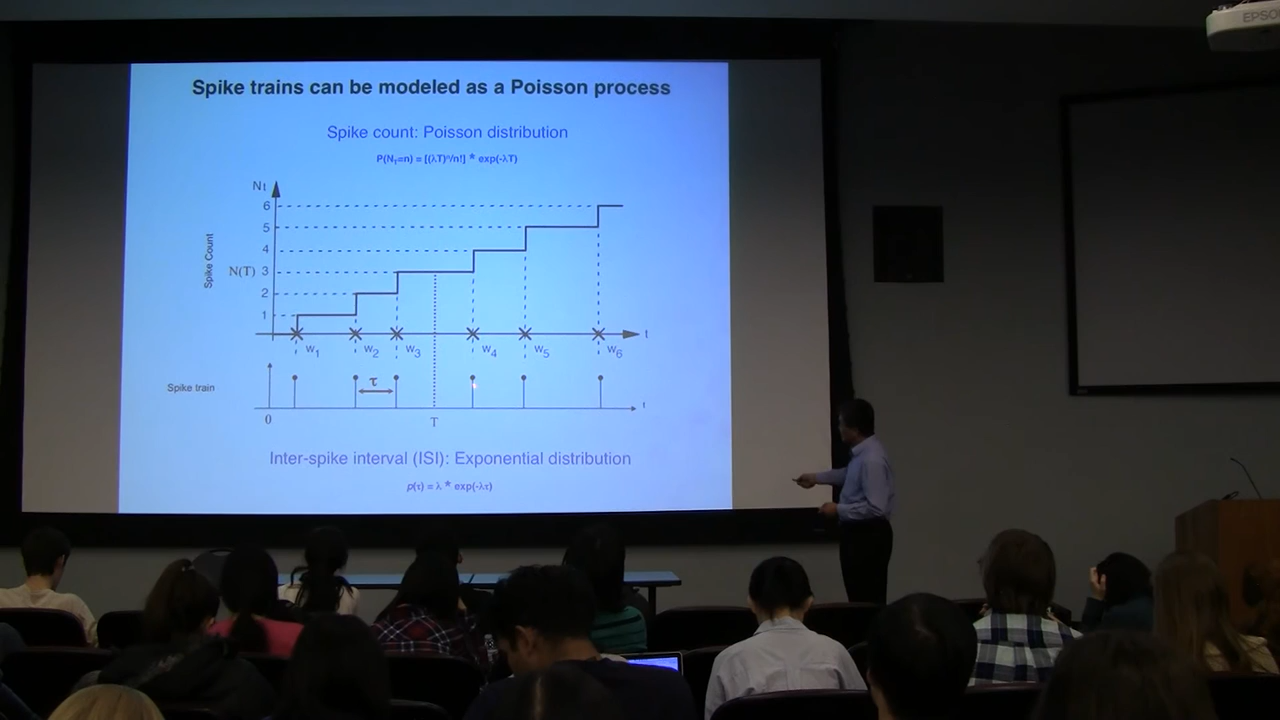 EPSO
Spike trains can be modeled as a Poisson process
Spike count: Poisson distribution
P(N_T=n) = [(λT)ⁿ/n!] * exp(-λT)
Nt
6
5
4
N(T) 3
2
1
Spike Count
t
w₁ w₂ w₃ w₄ w₅ w₆
τ
Spike train
t
0 T
Inter-spike interval (ISI): Exponential distribution
p(τ) = λ * exp(-λτ)